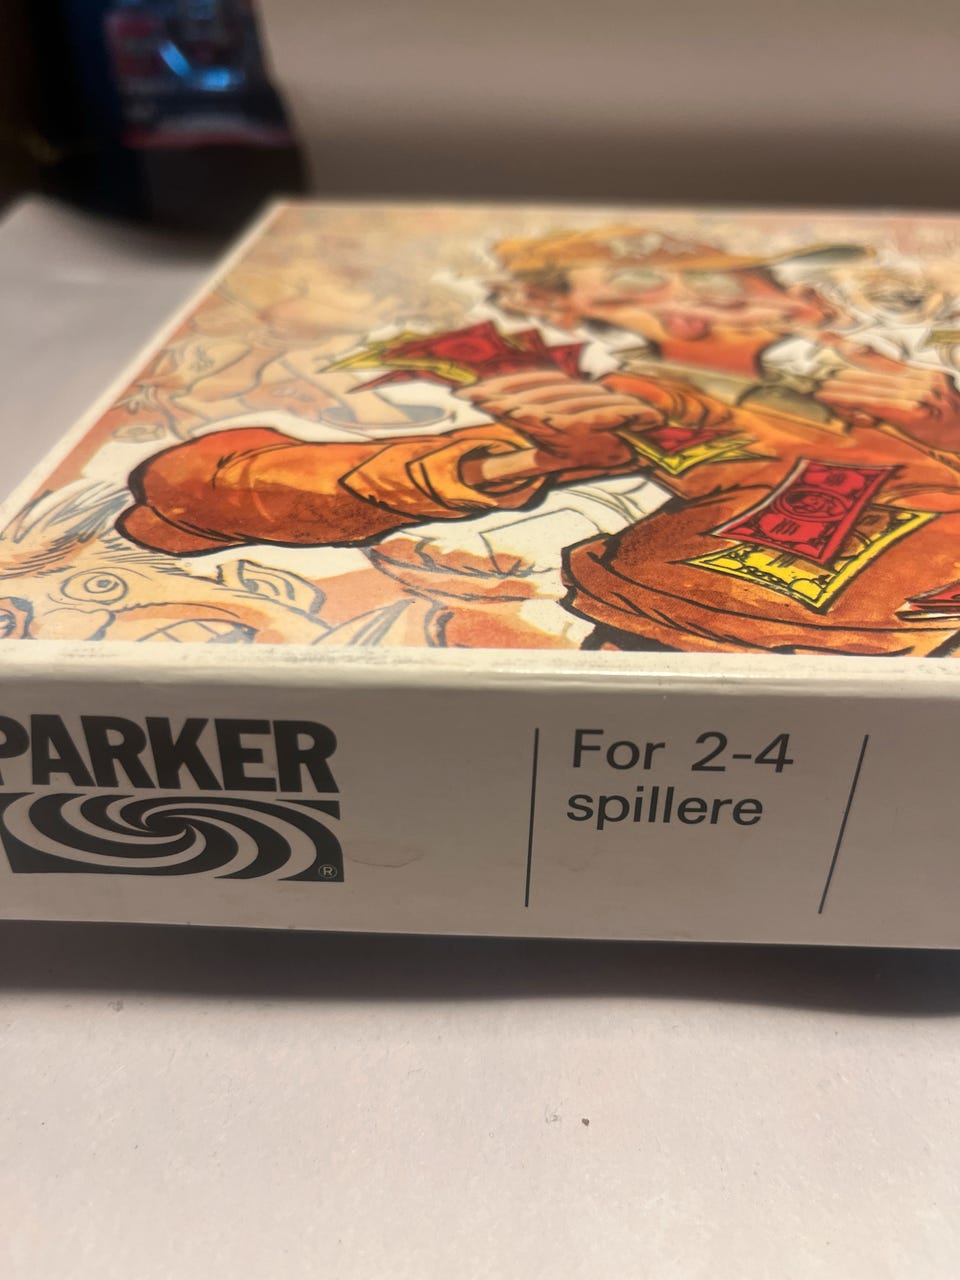 PARKER
®
For 2-4
spillere